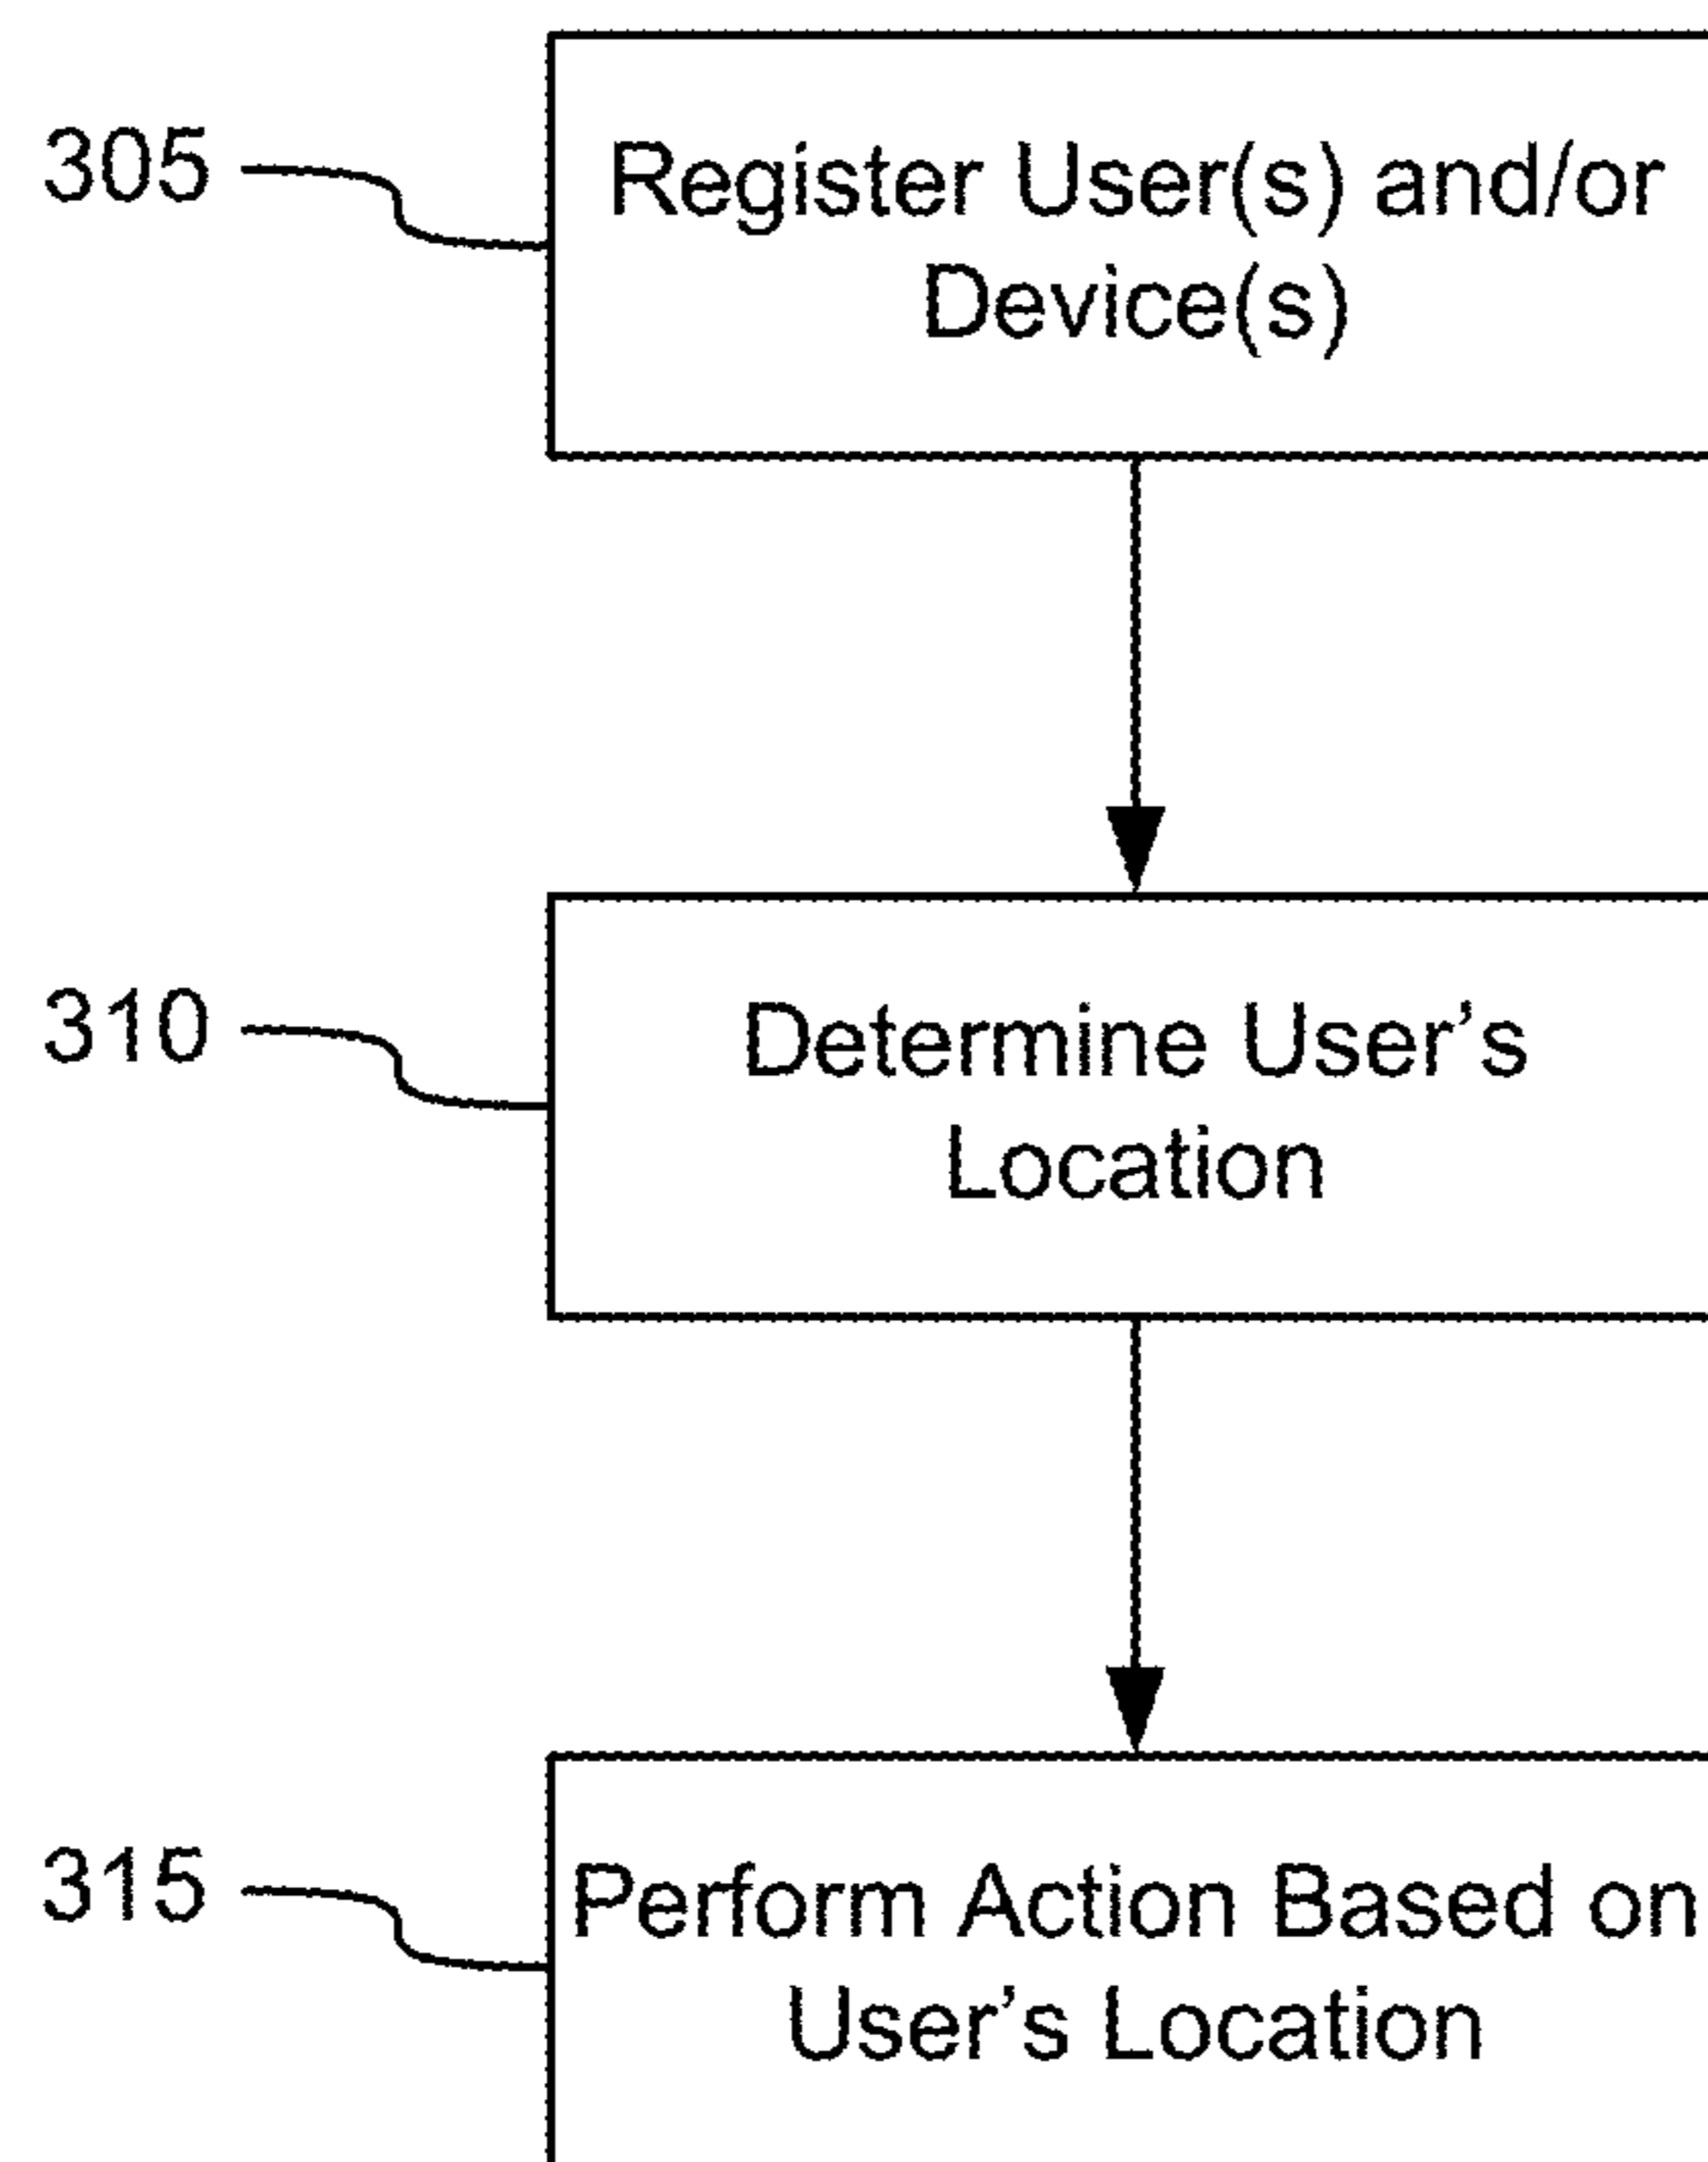 305
Register User(s) and/or
Device(s)
310
Determine User’s
Location
315
Perform Action Based on
User’s Location